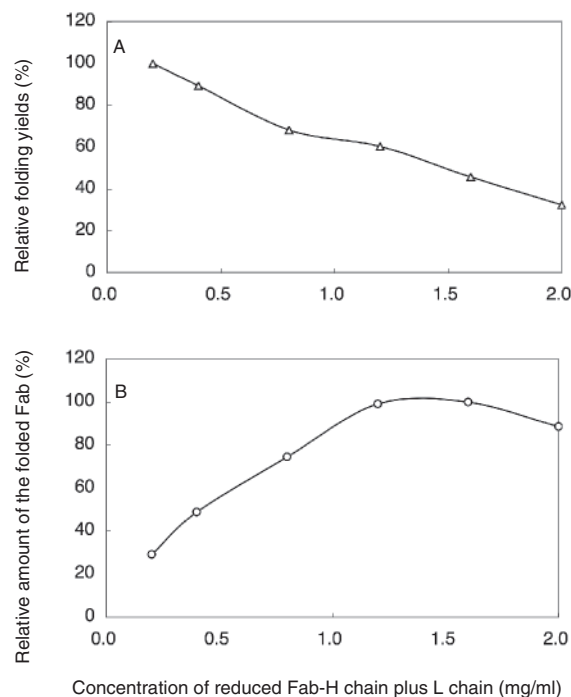 Relative folding yields (%)
A
120
100
80
60
40
20
0
0.0 0.5 1.0 1.5 2.0
Relative amount of the folded Fab (%)
B
120
100
80
60
40
20
0
0.0 0.4 1.0 1.5 2.0
Concentration of reduced Fab-H chain plus L chain (mg/ml)